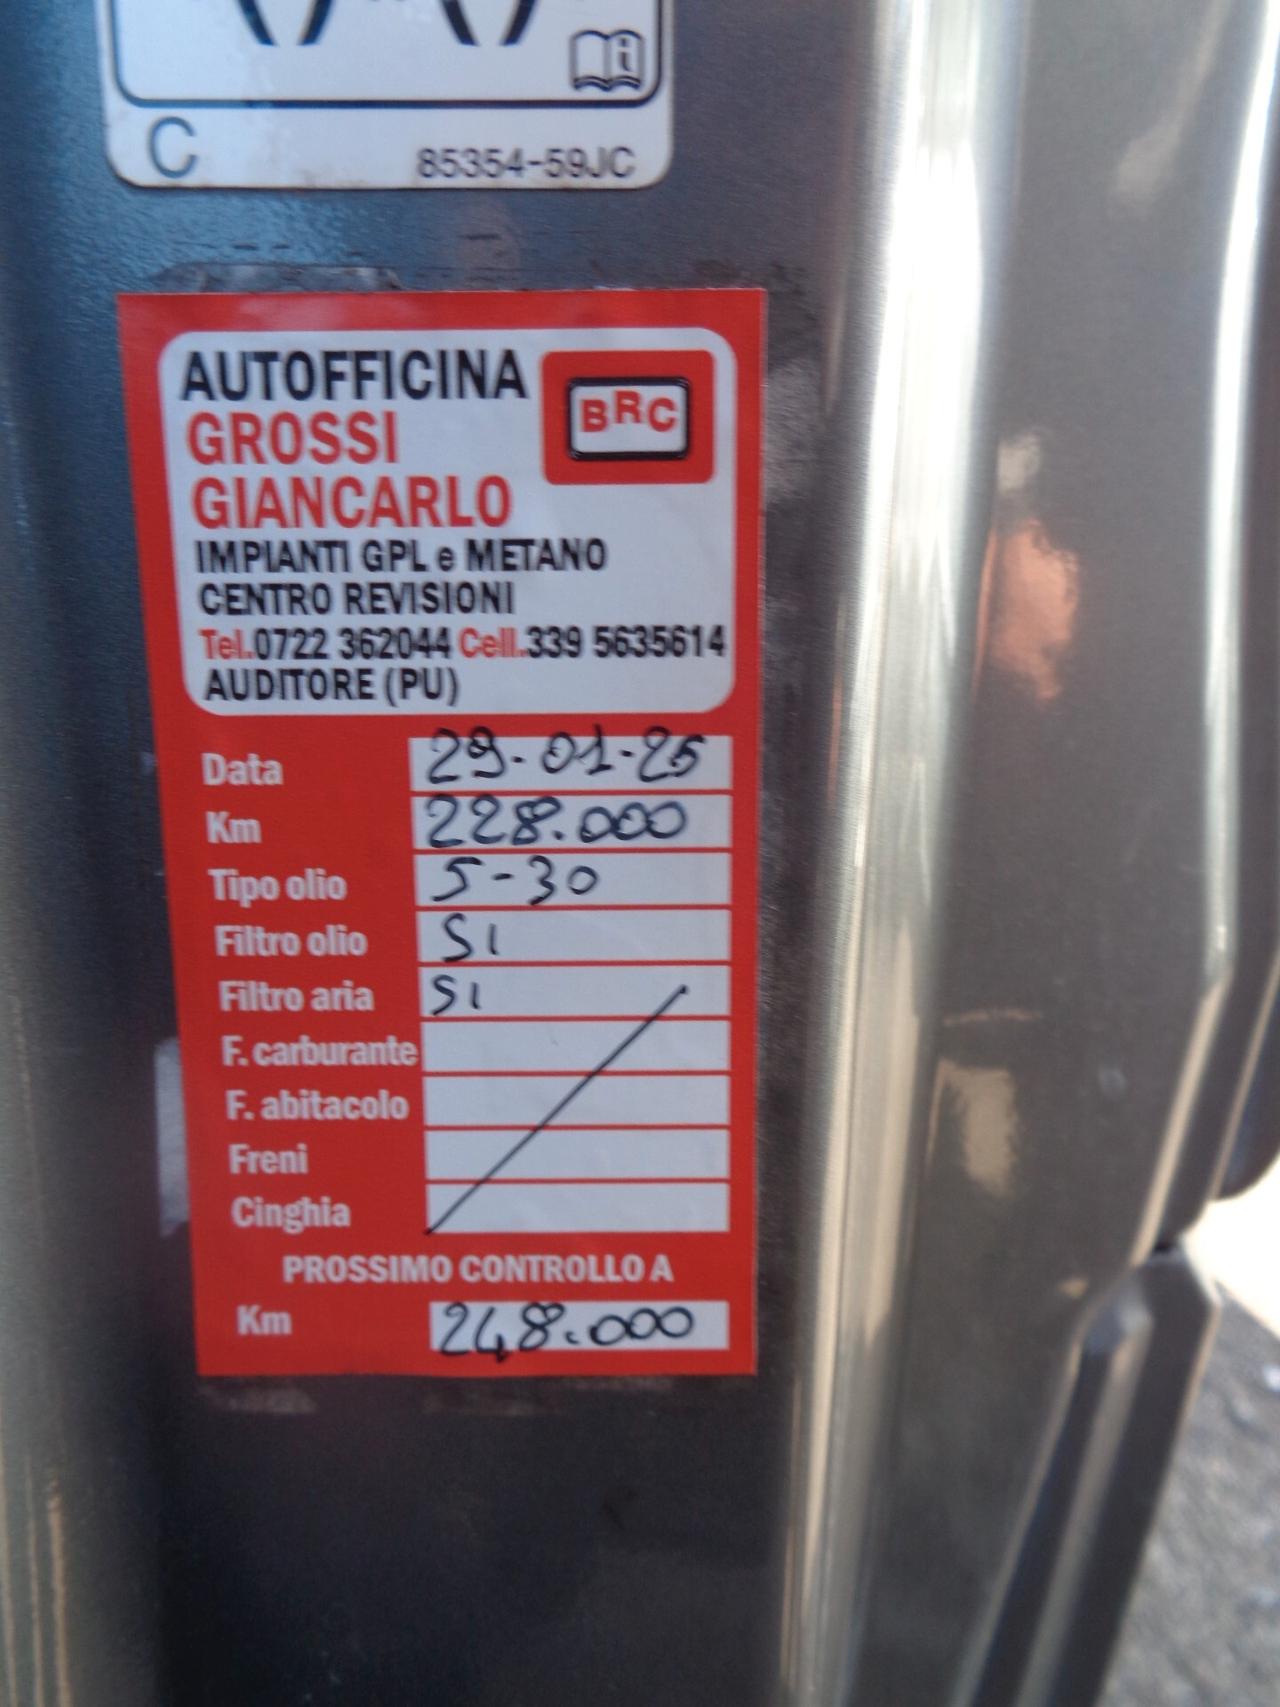 C
85354-59JC
AUTOFFICINA
BRC
GROSSI
GIANCARLO
IMPIANTI GPL e METANO
CENTRO REVISIONI
Tel.0722 362044 Cell.339 5635614
AUDITORE (PU)
Data 29-01-25
Km 228.000
Tipo olio 5-30
Filtro olio SI
Filtro aria SI
F. carburante
F. abitacolo
Freni
Cinghia
PROSSIMO CONTROLLO A
Km 248.000